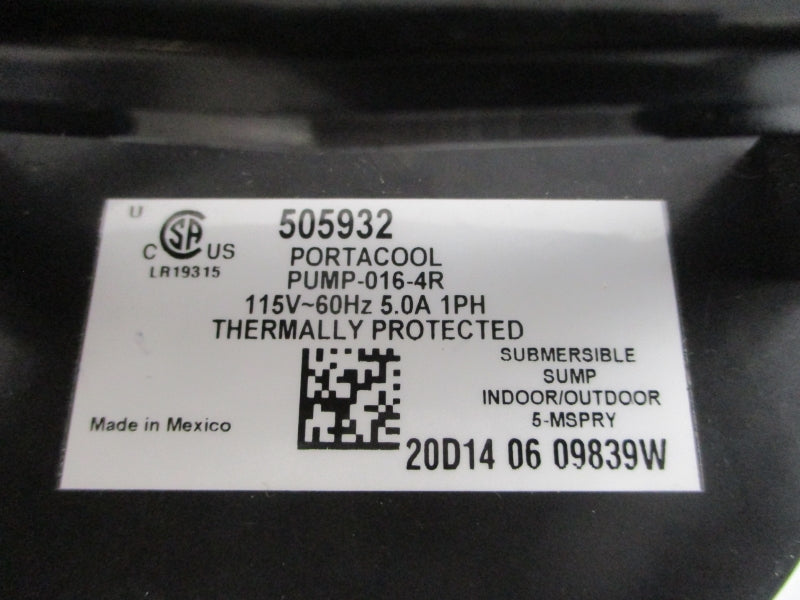 U
505932
C SA US
LR19315
PORTACOOL
PUMP-016-4R
115V~60Hz 5.0A 1PH
THERMALLY PROTECTED
SUBMERSIBLE
SUMP
INDOOR/OUTDOOR
5-MSPRY
Made in Mexico
20D14 06 09839W